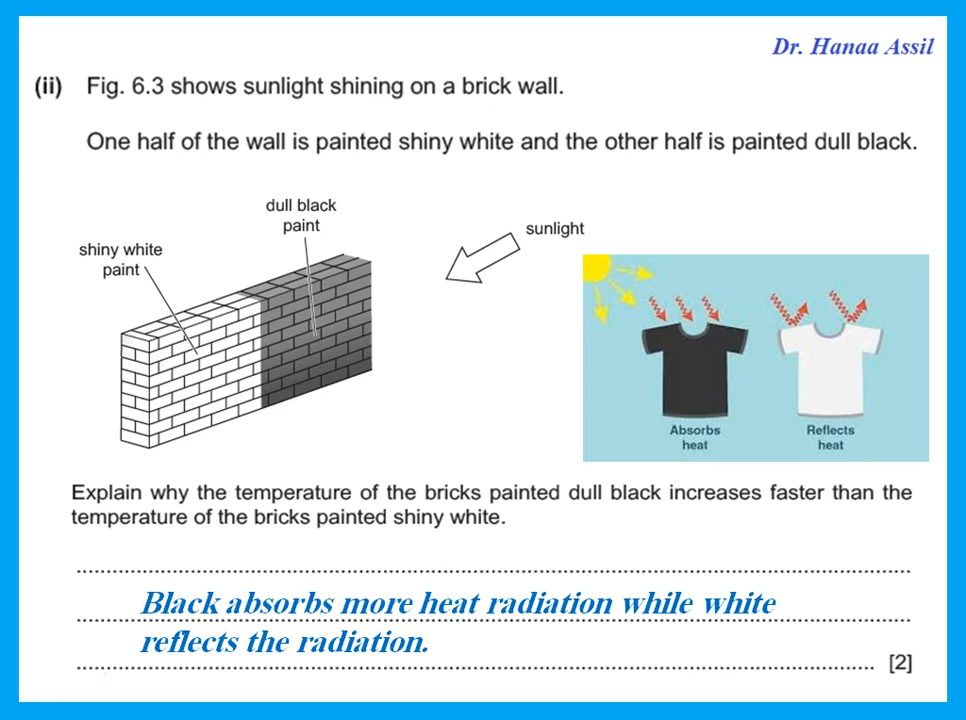 Dr. Hanaa Assil
(ii) Fig. 6.3 shows sunlight shining on a brick wall.
One half of the wall is painted shiny white and the other half is painted dull black.
dull black
paint
sunlight
shiny white
paint
Absorbs
heat
Reflects
heat
Explain why the temperature of the bricks painted dull black increases faster than the
temperature of the bricks painted shiny white.
Black absorbs more heat radiation while white
reflects the radiation.
[2]